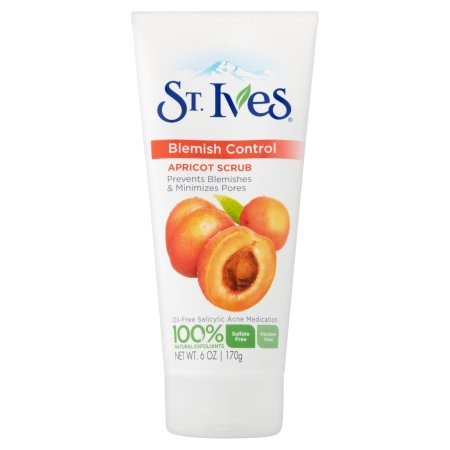 ST. IVES®
Blemish Control
APRICOT SCRUB
Prevents Blemishes
& Minimizes Pores
Oil-Free Salicylic Acne Medication
100%
NATURAL EXFOLIANTS
Sulfate
Free
Paraben
Free
NET WT. 6 OZ | 170g